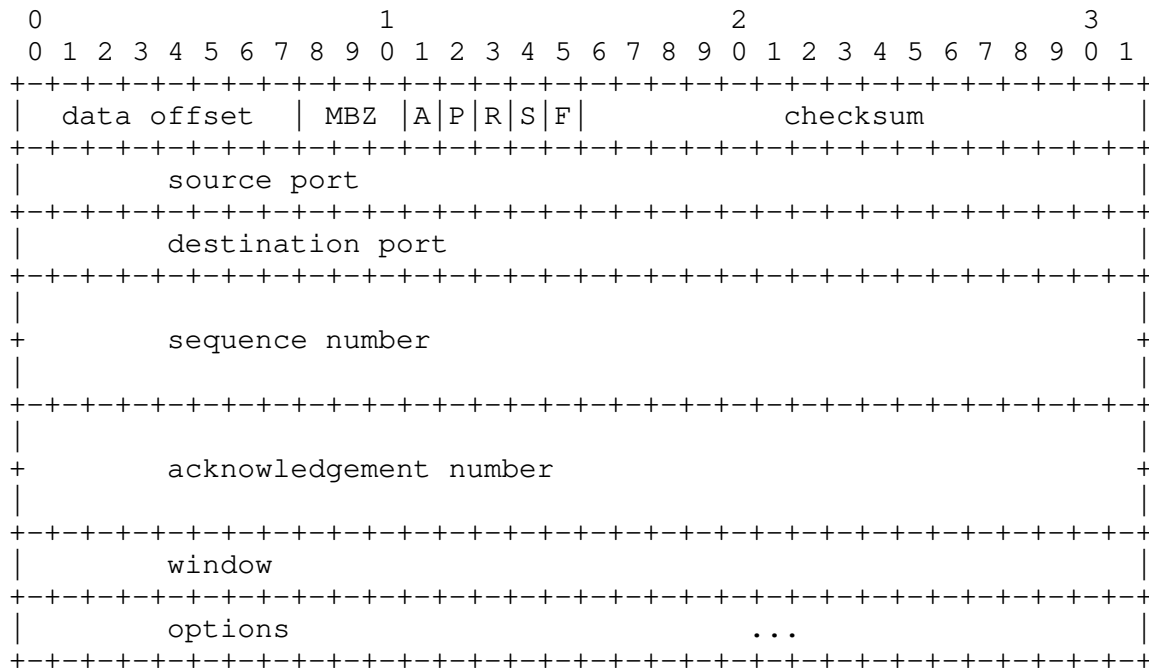 0                   1                   2                   3
 0 1 2 3 4 5 6 7 8 9 0 1 2 3 4 5 6 7 8 9 0 1 2 3 4 5 6 7 8 9 0 1
+-+-+-+-+-+-+-+-+-+-+-+-+-+-+-+-+-+-+-+-+-+-+-+-+-+-+-+-+-+-+-+-+
|  data offset  | MBZ |A|P|R|S|F|           checksum            |
+-+-+-+-+-+-+-+-+-+-+-+-+-+-+-+-+-+-+-+-+-+-+-+-+-+-+-+-+-+-+-+-+
|        source port                                            |
+-+-+-+-+-+-+-+-+-+-+-+-+-+-+-+-+-+-+-+-+-+-+-+-+-+-+-+-+-+-+-+-+
|        destination port                                       |
+-+-+-+-+-+-+-+-+-+-+-+-+-+-+-+-+-+-+-+-+-+-+-+-+-+-+-+-+-+-+-+-+
|                                                               |
+        sequence number                                        +
|                                                               |
+-+-+-+-+-+-+-+-+-+-+-+-+-+-+-+-+-+-+-+-+-+-+-+-+-+-+-+-+-+-+-+-+
|                                                               |
+        acknowledgement number                                 +
|                                                               |
+-+-+-+-+-+-+-+-+-+-+-+-+-+-+-+-+-+-+-+-+-+-+-+-+-+-+-+-+-+-+-+-+
|        window                                                 |
+-+-+-+-+-+-+-+-+-+-+-+-+-+-+-+-+-+-+-+-+-+-+-+-+-+-+-+-+-+-+-+-+
|        options                          ...                   |
+-+-+-+-+-+-+-+-+-+-+-+-+-+-+-+-+-+-+-+-+-+-+-+-+-+-+-+-+-+-+-+-+